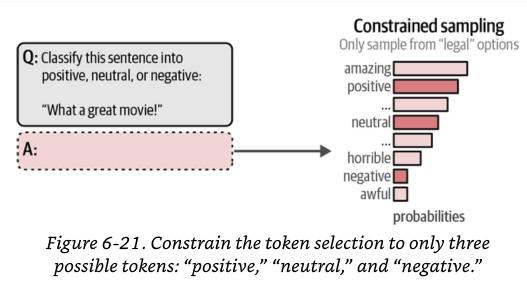 Constrained sampling
Only sample from "legal" options
Q: Classify this sentence into
positive, neutral, or negative:
"What a great movie!"
A:
amazing
positive
...
neutral
...
horrible
negative
awful
probabilities
Figure 6-21. Constrain the token selection to only three
possible tokens: “positive,” “neutral,” and “negative.”